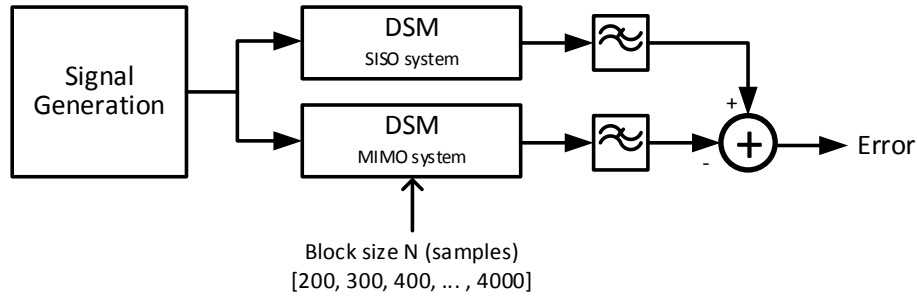 Signal
Generation
DSM
SISO system
DSM
MIMO system
+
-
+
Error
Block size N (samples)
[200, 300, 400, ... , 4000]